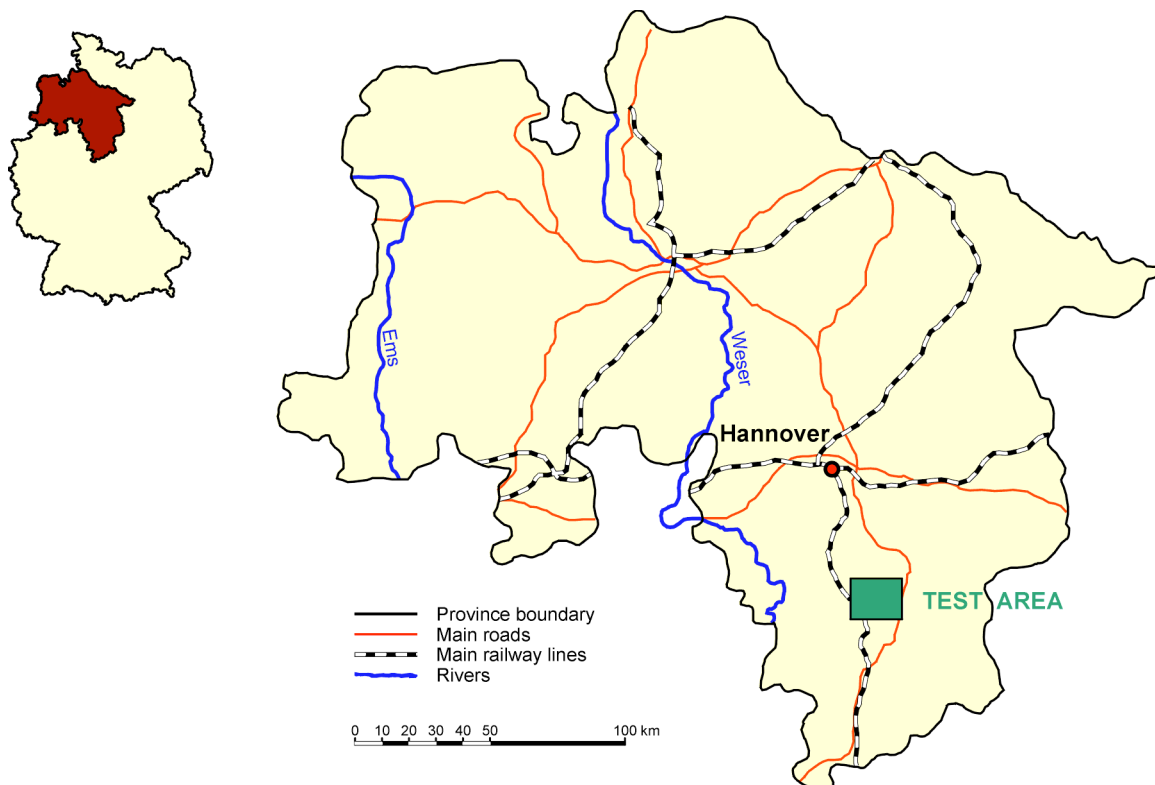 Ems
Weser
Hannover
TEST AREA
Province boundary
Main roads
Main railway lines
Rivers
0 10 20 30 40 50 100 km